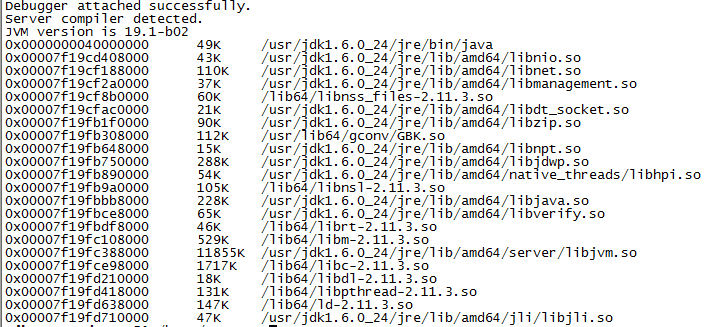 Debugger attached successfully.
Server compiler detected.
JVM version is 19.1-b02
0x0000000040000000 49K /usr/jdk1.6.0_24/jre/bin/java
0x00007f19cd408000 43K /usr/jdk1.6.0_24/jre/lib/amd64/libnio.so
0x00007f19cf188000 110K /usr/jdk1.6.0_24/jre/lib/amd64/libnet.so
0x00007f19cf2a0000 37K /usr/jdk1.6.0_24/jre/lib/amd64/libmanagement.so
0x00007f19cf8b0000 60K /lib64/libnss_files-2.11.3.so
0x00007f19cfac0000 21K /usr/jdk1.6.0_24/jre/lib/amd64/libdt_socket.so
0x00007f19fb1f0000 90K /usr/jdk1.6.0_24/jre/lib/amd64/libzip.so
0x00007f19fb308000 112K /usr/lib64/gconv/GBK.so
0x00007f19fb648000 15K /usr/jdk1.6.0_24/jre/lib/amd64/libnpt.so
0x00007f19fb750000 288K /usr/jdk1.6.0_24/jre/lib/amd64/libjdwp.so
0x00007f19fb890000 54K /usr/jdk1.6.0_24/jre/lib/amd64/native_threads/libhpi.so
0x00007f19fb9a0000 105K /lib64/libnsl-2.11.3.so
0x00007f19fbbb8000 228K /usr/jdk1.6.0_24/jre/lib/amd64/libjava.so
0x00007f19fbce8000 65K /usr/jdk1.6.0_24/jre/lib/amd64/libverify.so
0x00007f19fbdf8000 46K /lib64/librt-2.11.3.so
0x00007f19fc108000 529K /lib64/libm-2.11.3.so
0x00007f19fc388000 11855K /usr/jdk1.6.0_24/jre/lib/amd64/server/libjvm.so
0x00007f19fce98000 1717K /lib64/libc-2.11.3.so
0x00007f19fd210000 18K /lib64/libdl-2.11.3.so
0x00007f19fd418000 131K /lib64/libpthread-2.11.3.so
0x00007f19fd638000 147K /lib64/ld-2.11.3.so
0x00007f19fd710000 47K /usr/jdk1.6.0_24/jre/lib/amd64/jli/libjli.so